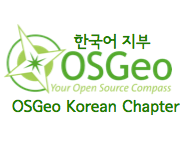 한국어 지부
OSGeo
Your Open Source Compass
OSGeo Korean Chapter